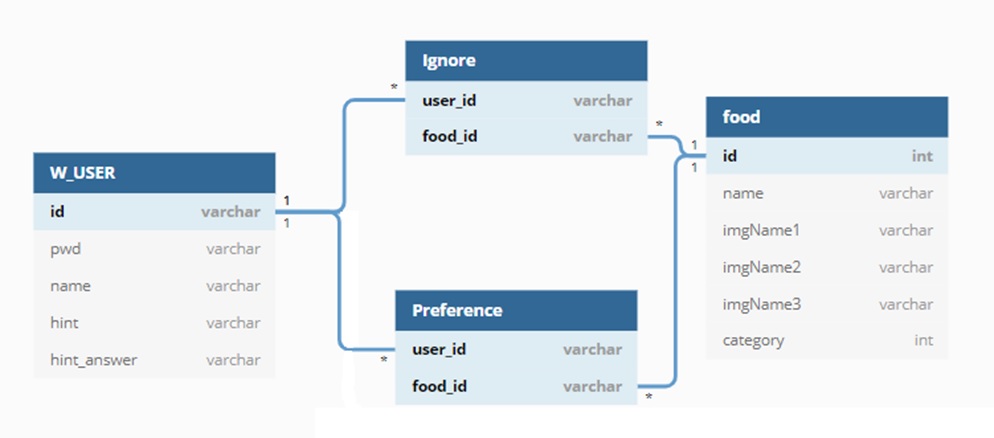 W_USER
id varchar
pwd varchar
name varchar
hint varchar
hint_answer varchar
1
1
*
*
Ignore
user_id varchar
food_id varchar
*
Preference
user_id varchar
food_id varchar
*
1
1
food
id int
name varchar
imgName1 varchar
imgName2 varchar
imgName3 varchar
category int